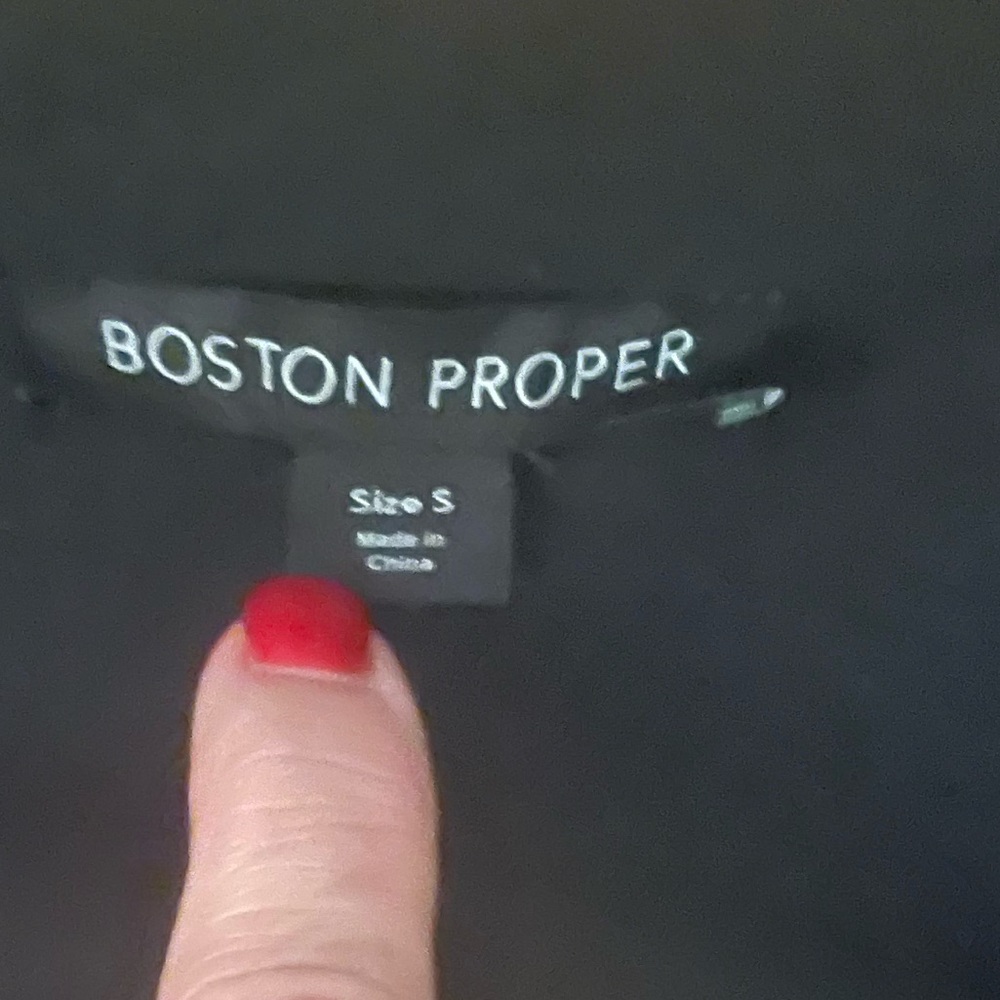 BOSTON PROPER
Size S
Made in
China